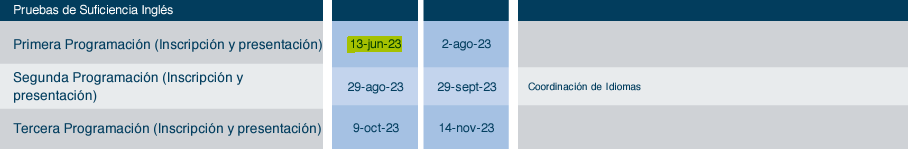 Pruebas de Suficiencia Inglés
Primera Programación (Inscripción y presentación) 13-jun-23 2-ago-23
Segunda Programación (Inscripción y
presentación) 29-ago-23 29-sept-23 Coordinación de Idiomas
Tercera Programación (Inscripción y presentación) 9-oct-23 14-nov-23